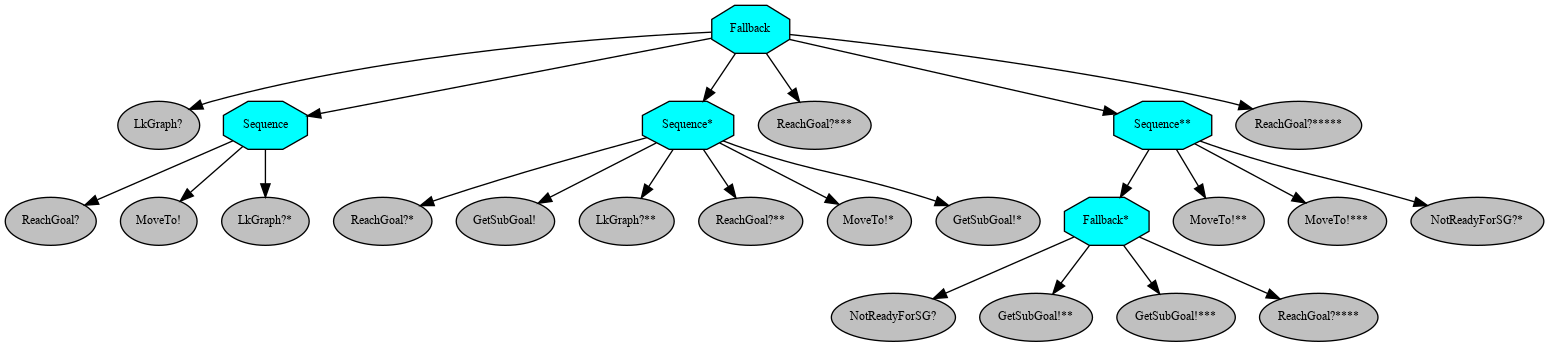 Fallback
LkGraph?
Sequence
Sequence*
ReachGoal?***
Sequence**
ReachGoal?*****
ReachGoal?
MoveTo!
LkGraph?*
ReachGoal?*
GetSubGoal!
LkGraph?**
ReachGoal?**
MoveTo!*
GetSubGoal!*
Fallback*
MoveTo!**
MoveTo!***
NotReadyForSG?*
NotReadyForSG?
GetSubGoal!**
GetSubGoal!***
ReachGoal?****